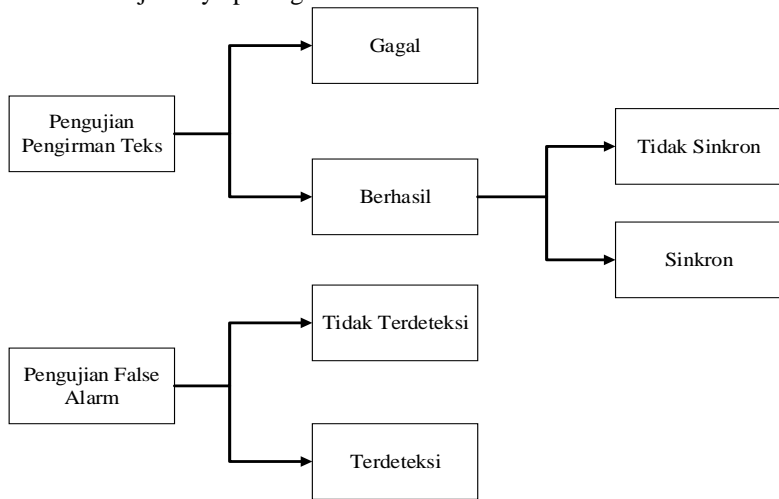 Gagal
Pengujian
Pengirman Teks
Tidak Sinkron
Berhasil
Sinkron
Tidak Terdeteksi
Pengujian False
Alarm
Terdeteksi